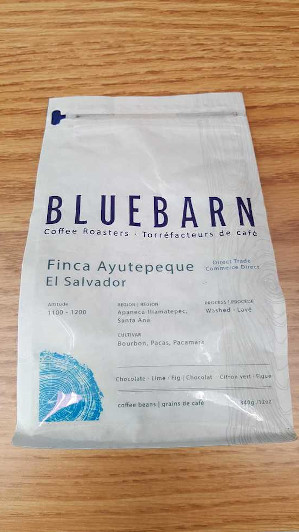 BLUEBARN
Coffee Roasters · Torréfacteurs de café
Finca Ayutepeque
El Salvador
Direct Trade
Commerce Direct
Altitude
1100 - 1200
REGION | RÉGION
Apaneca Ilamatepec,
Santa Ana
PROCESS | PROCÉDÉ
Washed · Lavé
CULTIVAR
Bourbon, Pacas, Pacamara
Chocolate · Lime · Fig | Chocolat · Citron vert · Figue
coffee beans | grains de café
340g /12oz